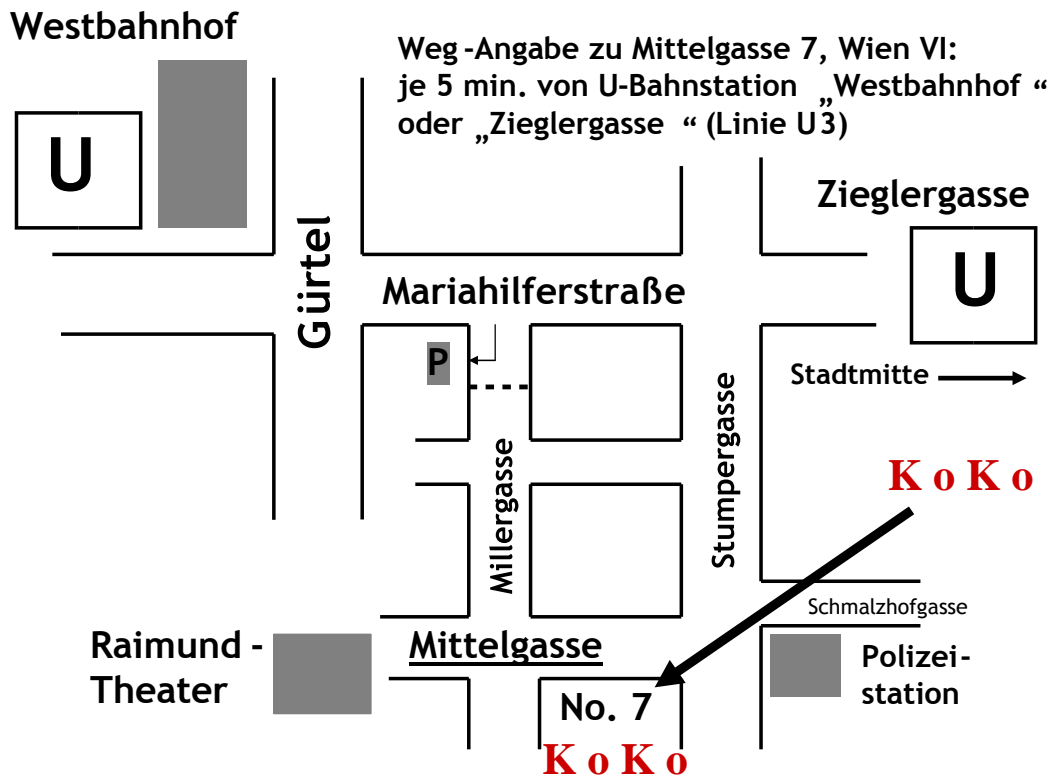 Westbahnhof
Weg-Angabe zu Mittelgasse 7, Wien VI:
je 5 min. von U-Bahnstation „Westbahnhof“
oder „Zieglergasse“ (Linie U3)
U
Zieglergasse
U
Gürtel
Mariahilferstraße
P
Stadtmitte
Millergasse
Stumpergasse
K o K o
Schmalzhofgasse
Raimund-
Theater
Mittelgasse
Polizei-
station
No. 7
K o K o